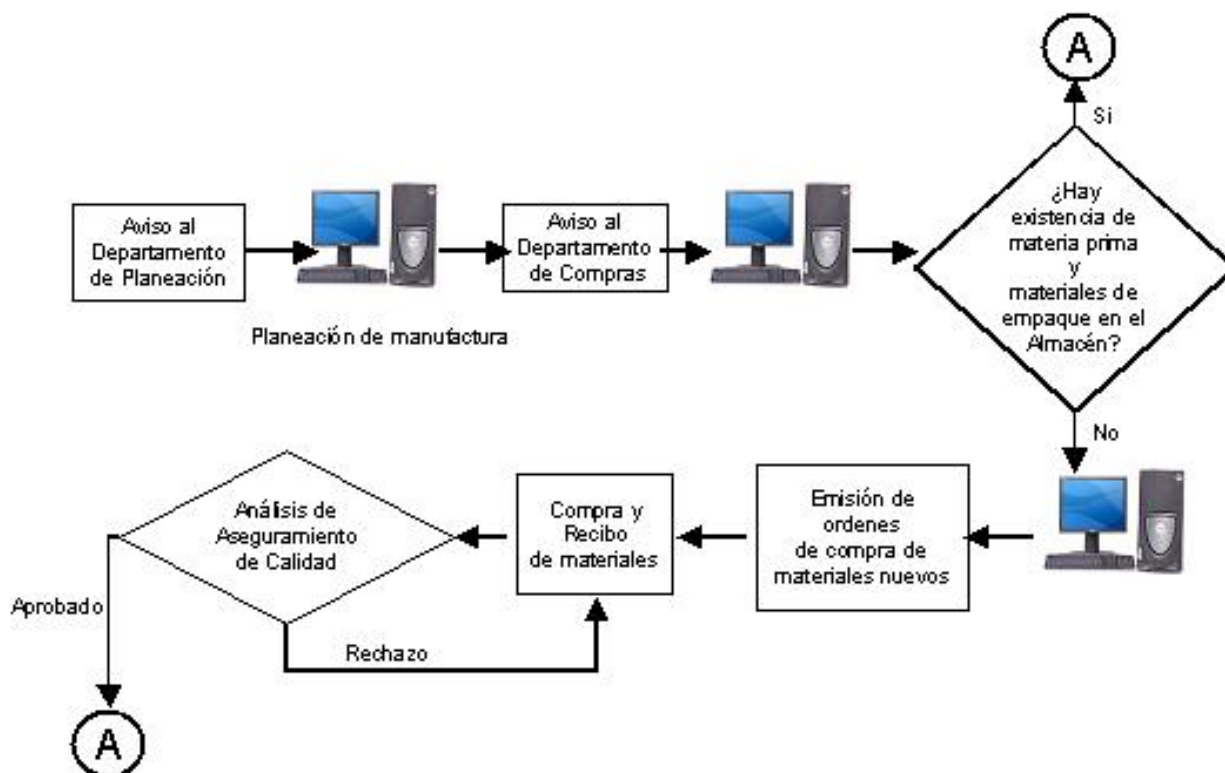 A
Si
¿Hay
existencia de
materia prima
y
materiales de
empaque en el
Almacén?
Aviso al
Departamento
de Planeación
Aviso al
Departamento
de Compras
Planeación de manufactura
No
Emisión de
ordenes
de compra de
materiales nuevos
Compra y
Recibo
de materiales
Análisis de
Aseguramiento
de Calidad
Aprobado
Rechazo
A